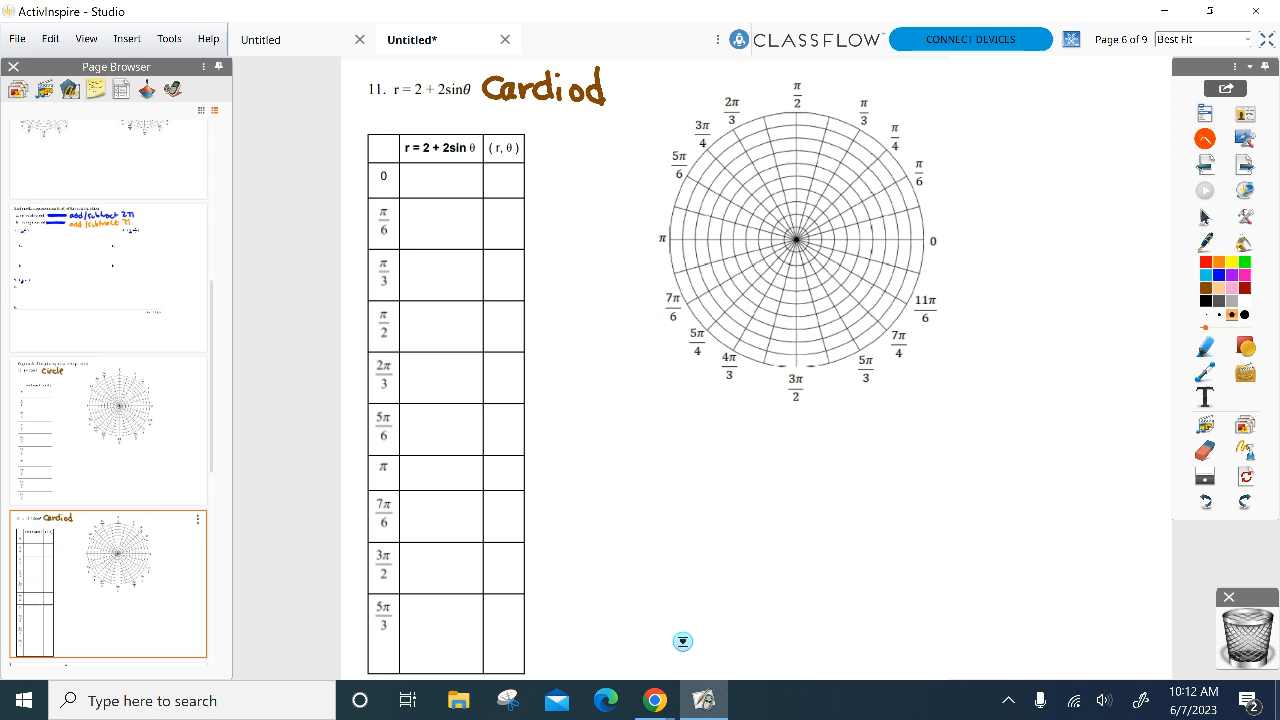 ActivInspire - Studio
File Edit View Insert Tools Help
Untitled
Untitled*
CLASSFLOW
CONNECT DEVICES
Page 6 of 9
Best Fit
Page Browser
add/subtract 2π
add/subtract π
Circle
Cardiod
11. r = 2 + 2sinθ Cardiod
r = 2 + 2sin θ
( r, θ )
0
π/6
π/3
π/2
2π/3
5π/6
π
7π/6
3π/2
5π/3
π/2
2π/3
π/3
3π/4
π/4
5π/6
π/6
π
0
7π/6
11π/6
5π/4
7π/4
4π/3
5π/3
3π/2
T
Type here to search
10:12 AM
6/7/2023
2